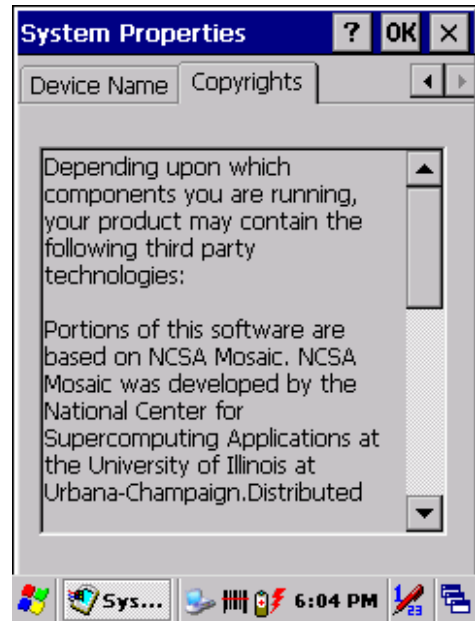 System Properties ? OK ×
Device Name Copyrights
Depending upon which
components you are running,
your product may contain the
following third party
technologies:
Portions of this software are
based on NCSA Mosaic. NCSA
Mosaic was developed by the
National Center for
Supercomputing Applications at
the University of Illinois at
Urbana-Champaign.Distributed
Sys... 6:04 PM 1 23